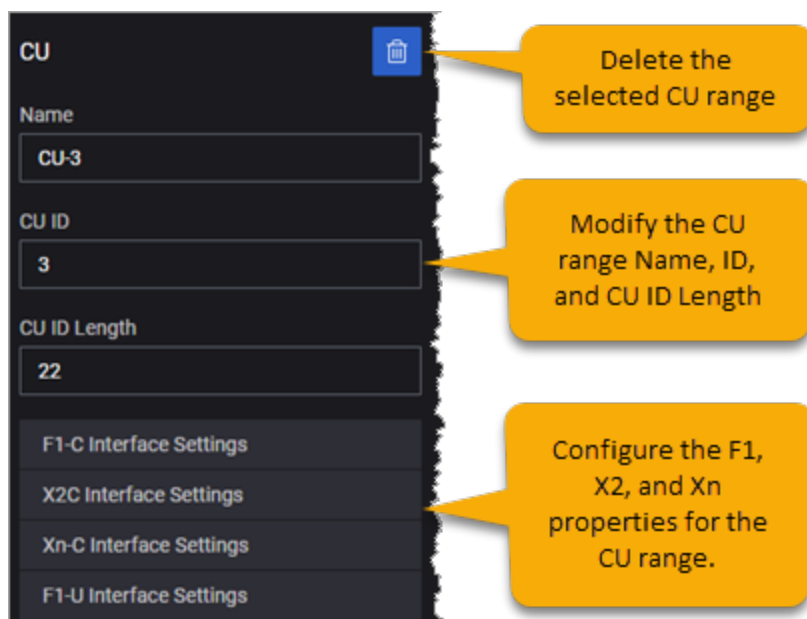 CU
Delete the
selected CU range
Name
CU-3
CU ID
3
Modify the CU
range Name, ID,
and CU ID Length
CU ID Length
22
F1-C Interface Settings
X2C Interface Settings
Xn-C Interface Settings
F1-U Interface Settings
Configure the F1,
X2, and Xn
properties for the
CU range.